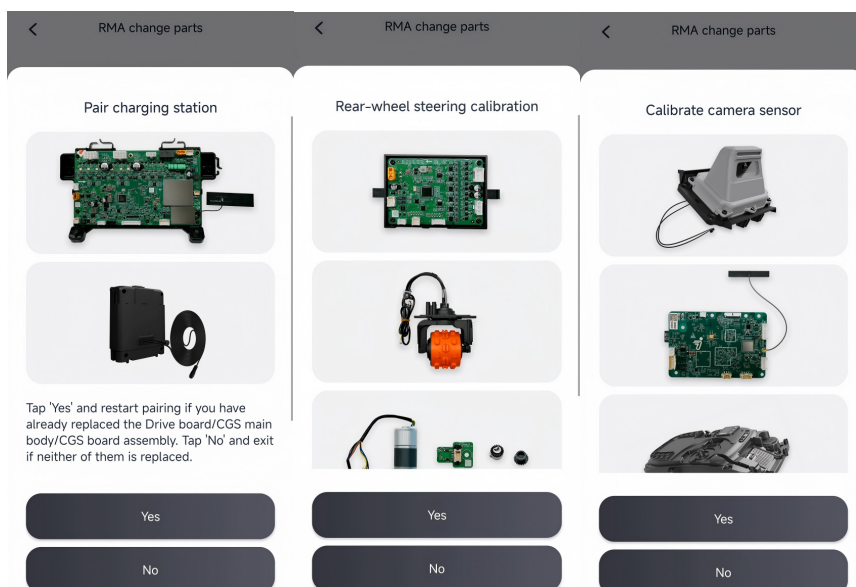 RMA change parts
Pair charging station
Tap 'Yes' and restart pairing if you have
already replaced the Drive board/CGS main
body/CGS board assembly. Tap 'No' and exit
if neither of them is replaced.
Yes
No
RMA change parts
Rear-wheel steering calibration
Yes
No
RMA change parts
Calibrate camera sensor
Yes
No